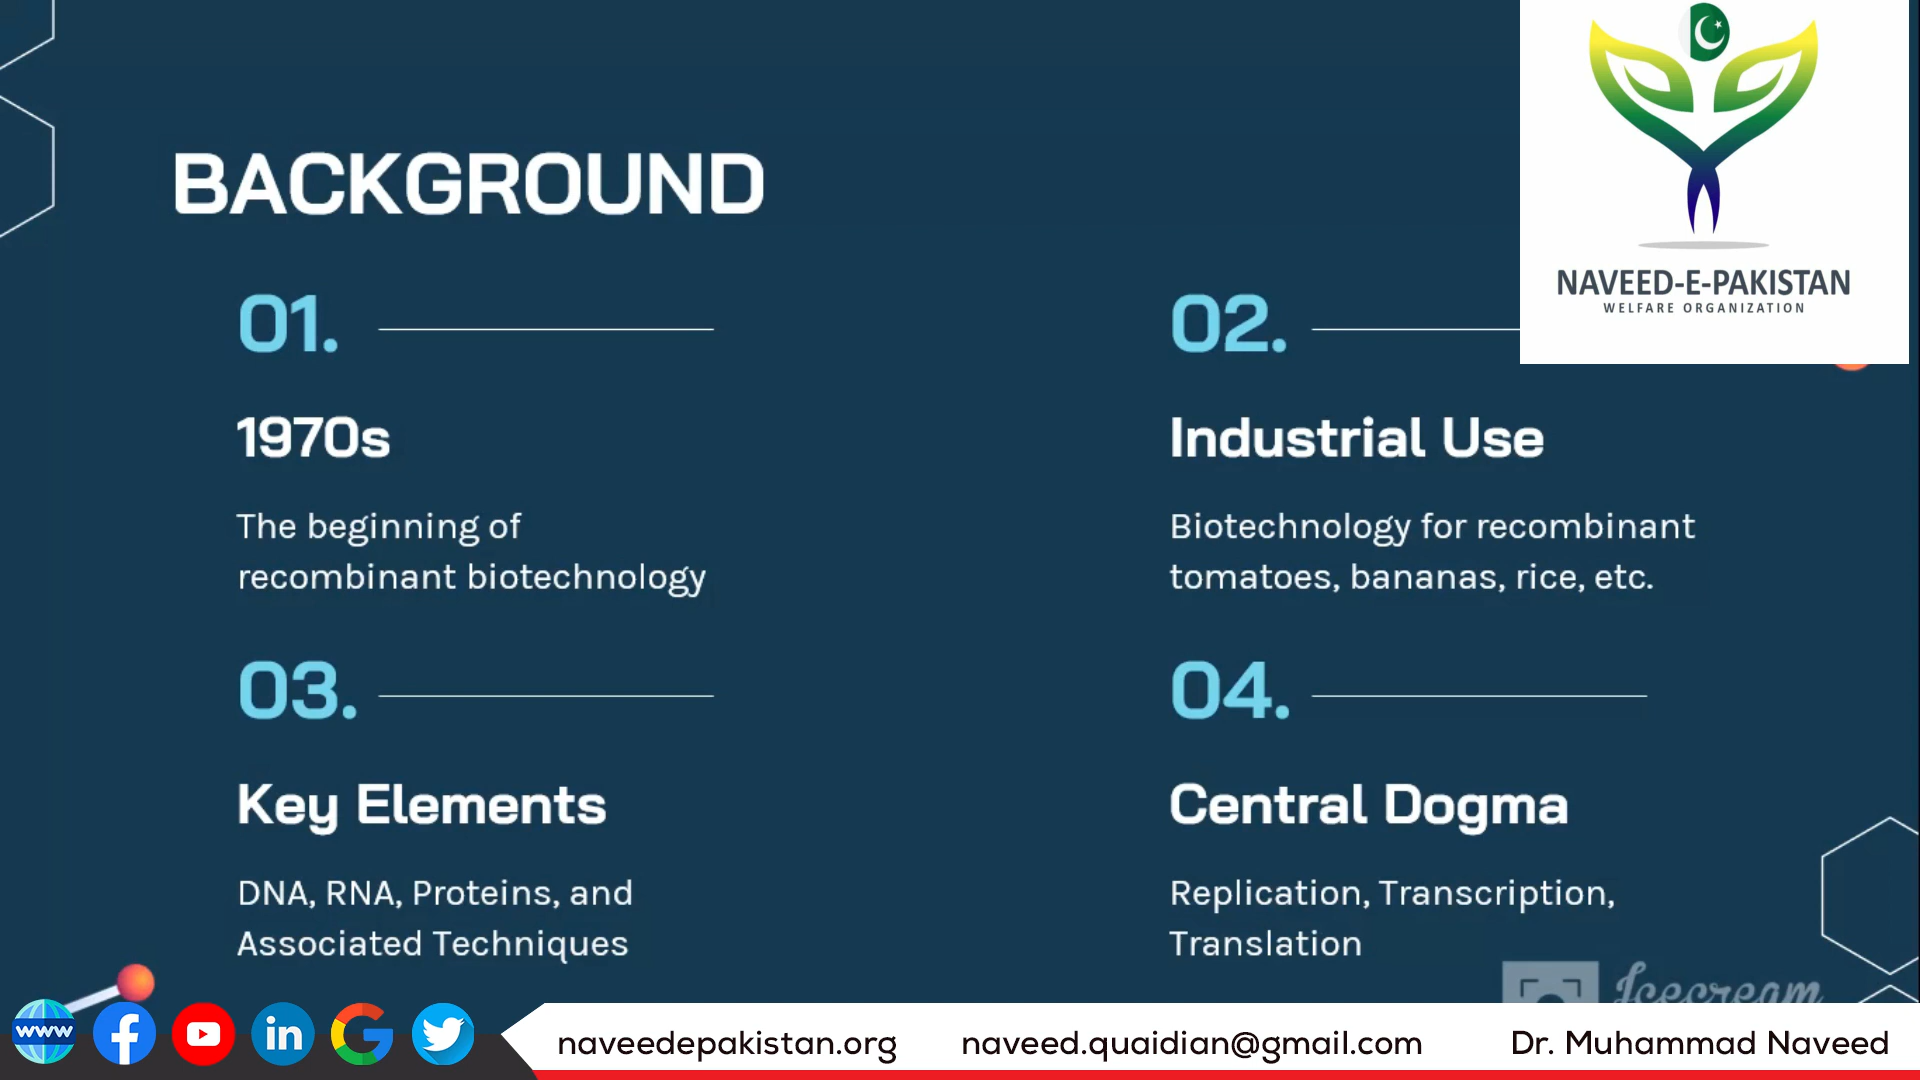 BACKGROUND
NAVEED-E-PAKISTAN
WELFARE ORGANIZATION
01.
1970s
The beginning of
recombinant biotechnology
02.
Industrial Use
Biotechnology for recombinant
tomatoes, bananas, rice, etc.
03.
Key Elements
DNA, RNA, Proteins, and
Associated Techniques
04.
Central Dogma
Replication, Transcription,
Translation
Icecream
www
in
naveedepakistan.org
naveed.quaidian@gmail.com
Dr. Muhammad Naveed